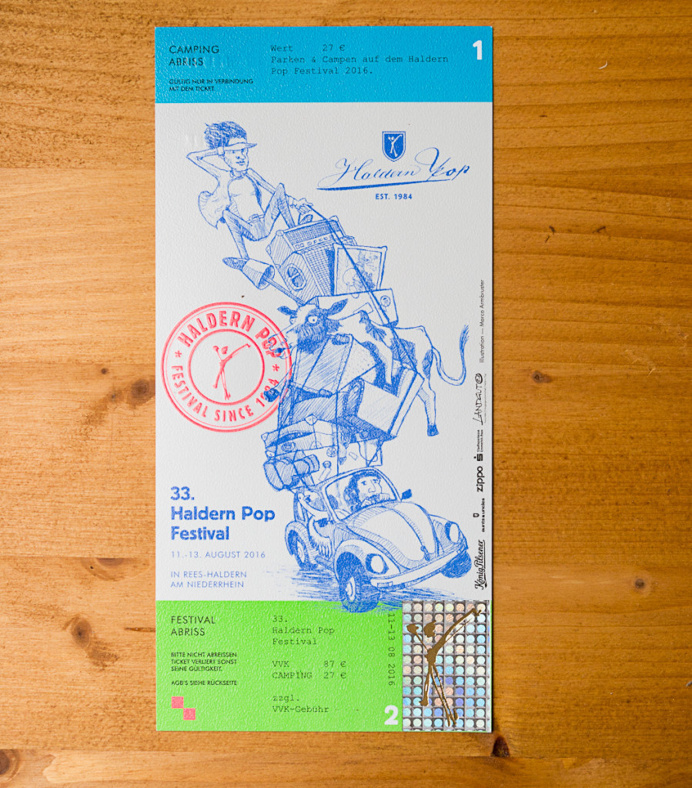 CAMPING
ABRISS
GÜLTIG NUR IN VERBINDUNG
MIT DEM TICKET.
Wert 27 €
Parken & Campen auf dem Haldern
Pop Festival 2016.
1
Haldern Pop
EST. 1984
HALDERN POP
FESTIVAL SINCE 1984
Illustration — Marco Armbruster
zippo
König Pilsener
33.
Haldern Pop
Festival
11.-13. AUGUST 2016
IN REES-HALDERN
AM NIEDERRHEIN
FESTIVAL
ABRISS
BITTE NICHT ABREISSEN
TICKET VERLIERT SONST
SEINE GÜLTIGKEIT.
AGB'S SIEHE RÜCKSEITE
33.
Haldern Pop
Festival
VVK 87 €
CAMPING 27 €
zzgl.
VVK-Gebühr
11-13 08 2016
2